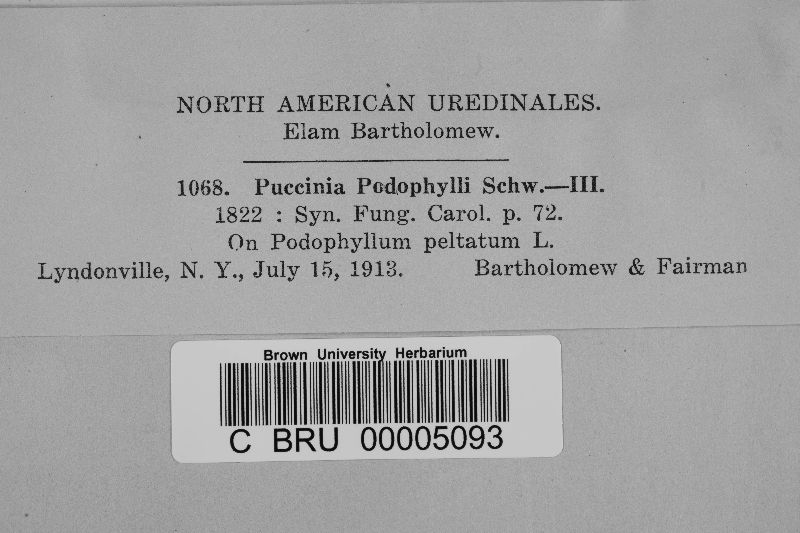 NORTH AMERICAN UREDINALES.
Elam Bartholomew.
1068. Puccinia Podophylli Schw.—III.
1822 : Syn. Fung. Carol. p. 72.
On Podophyllum peltatum L.
Lyndonville, N. Y., July 15, 1913. Bartholomew & Fairman
Brown University Herbarium
C BRU 00005093